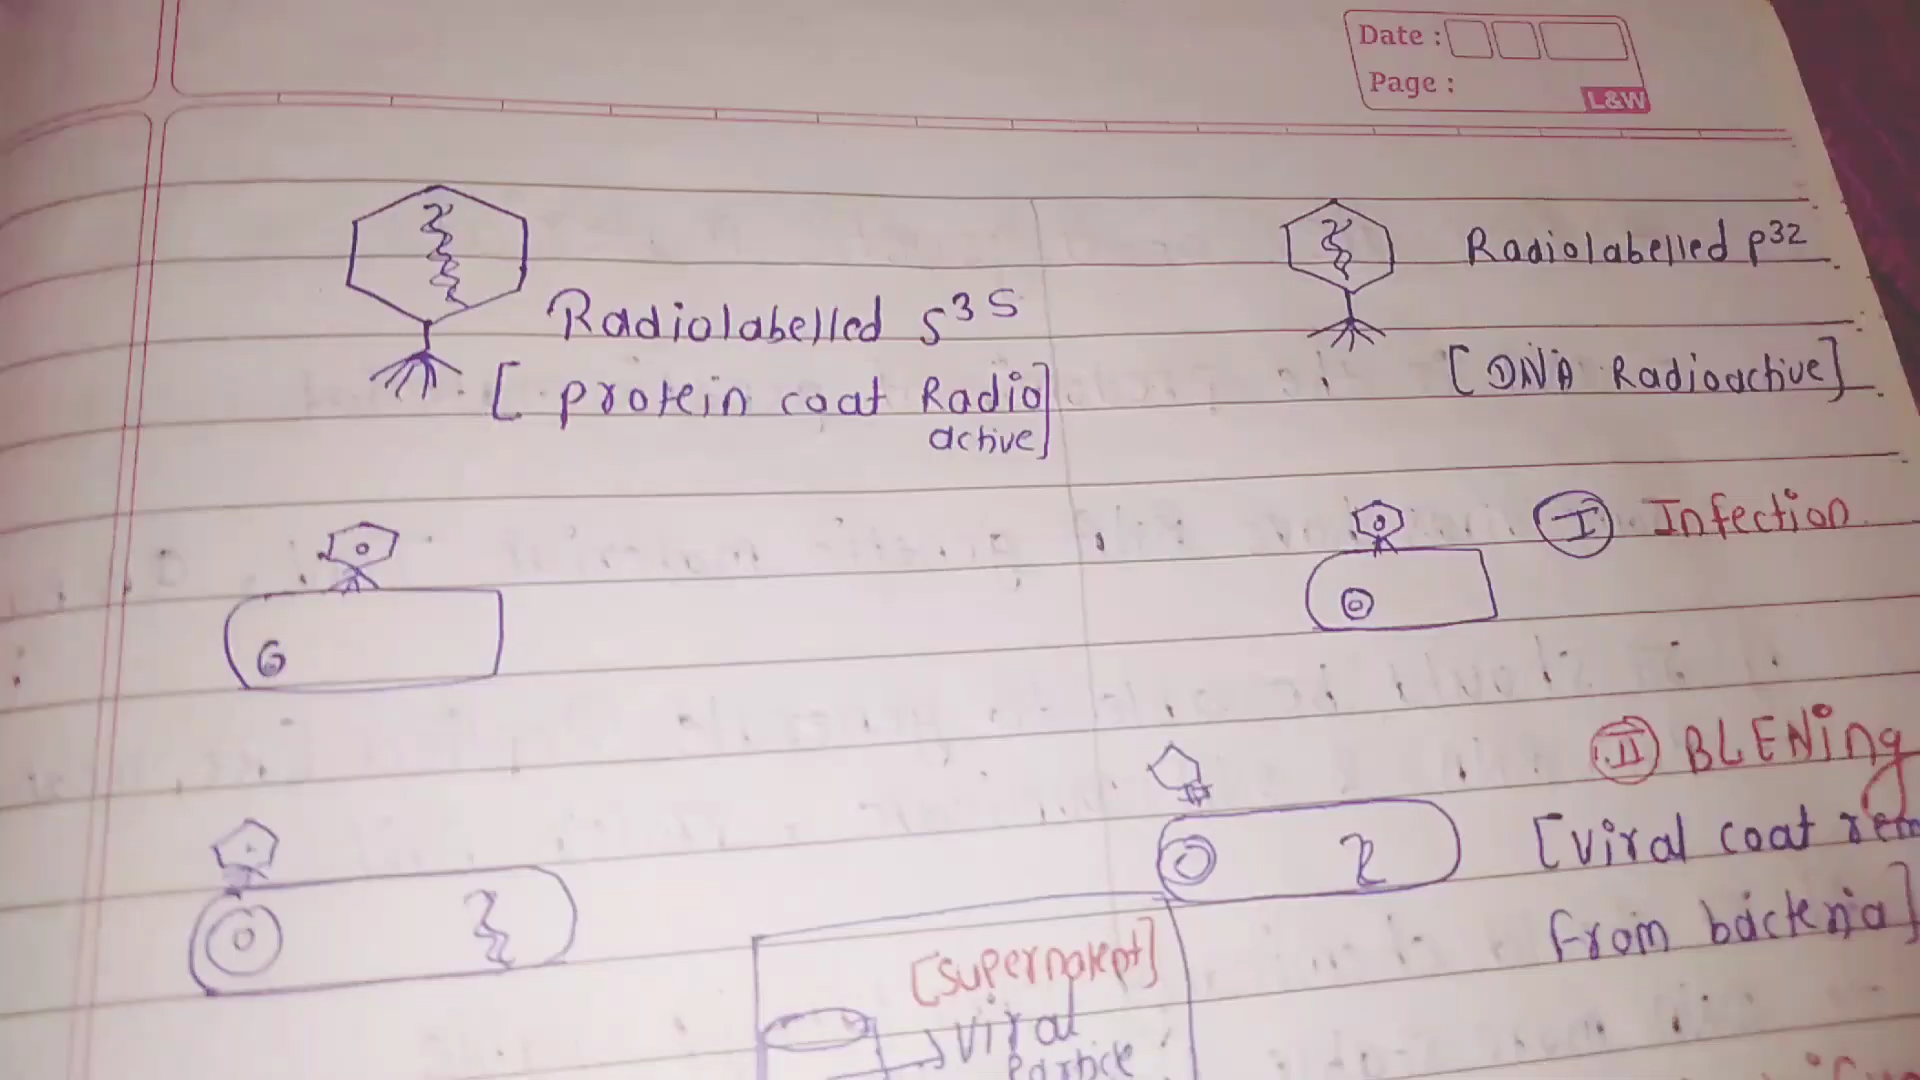 Date :
Page :
L&W
Radiolabelled p³²
Radiolabelled s³⁵
[DNA Radioactive]
[protein coat Radio
active]
I Infection
II BLENing
[viral coat rem
from bacteria]
viral
particle